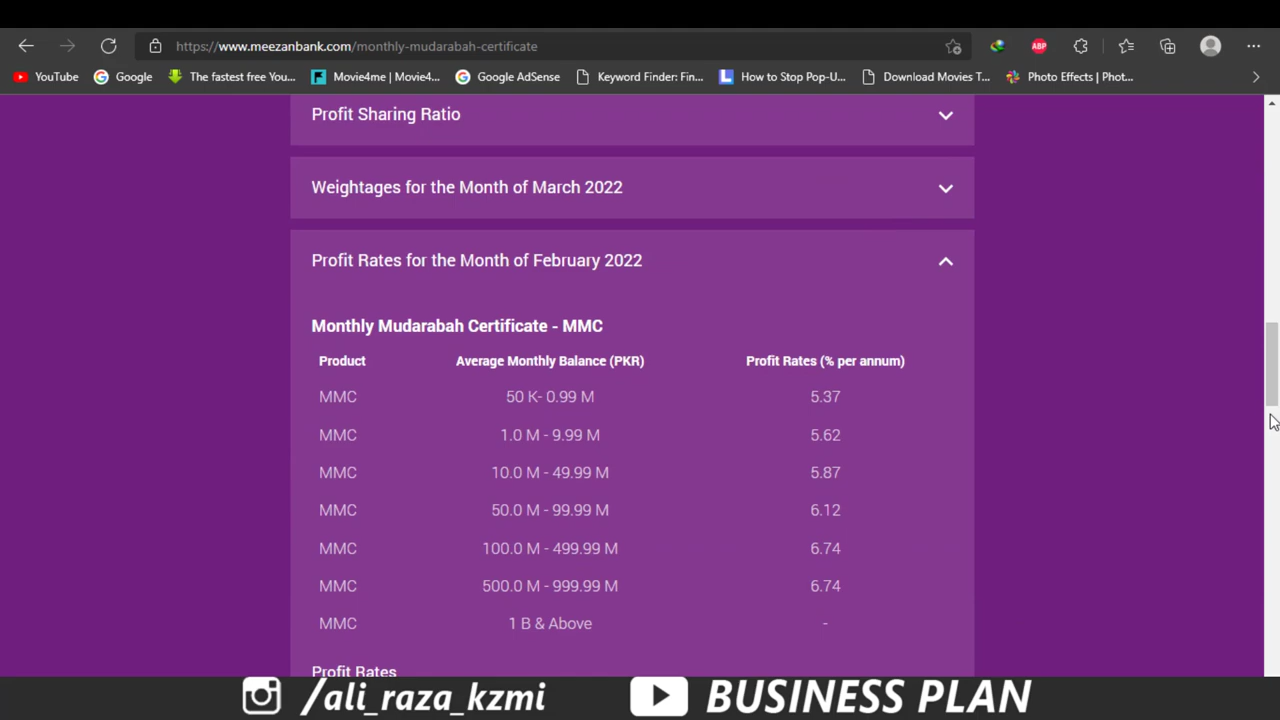 https://www.meezanbank.com/monthly-mudarabah-certificate
ABP
YouTube
Google
The fastest free You...
Movie4me | Movie4...
Google AdSense
Keyword Finder: Fin...
How to Stop Pop-U...
Download Movies T...
Photo Effects | Phot...
Profit Sharing Ratio
Weightages for the Month of March 2022
Profit Rates for the Month of February 2022
Monthly Mudarabah Certificate - MMC
Product Average Monthly Balance (PKR) Profit Rates (% per annum)
MMC 50 K- 0.99 M 5.37
MMC 1.0 M - 9.99 M 5.62
MMC 10.0 M - 49.99 M 5.87
MMC 50.0 M - 99.99 M 6.12
MMC 100.0 M - 499.99 M 6.74
MMC 500.0 M - 999.99 M 6.74
MMC 1 B & Above -
Profit Rates
/ali_raza_kzmi BUSINESS PLAN